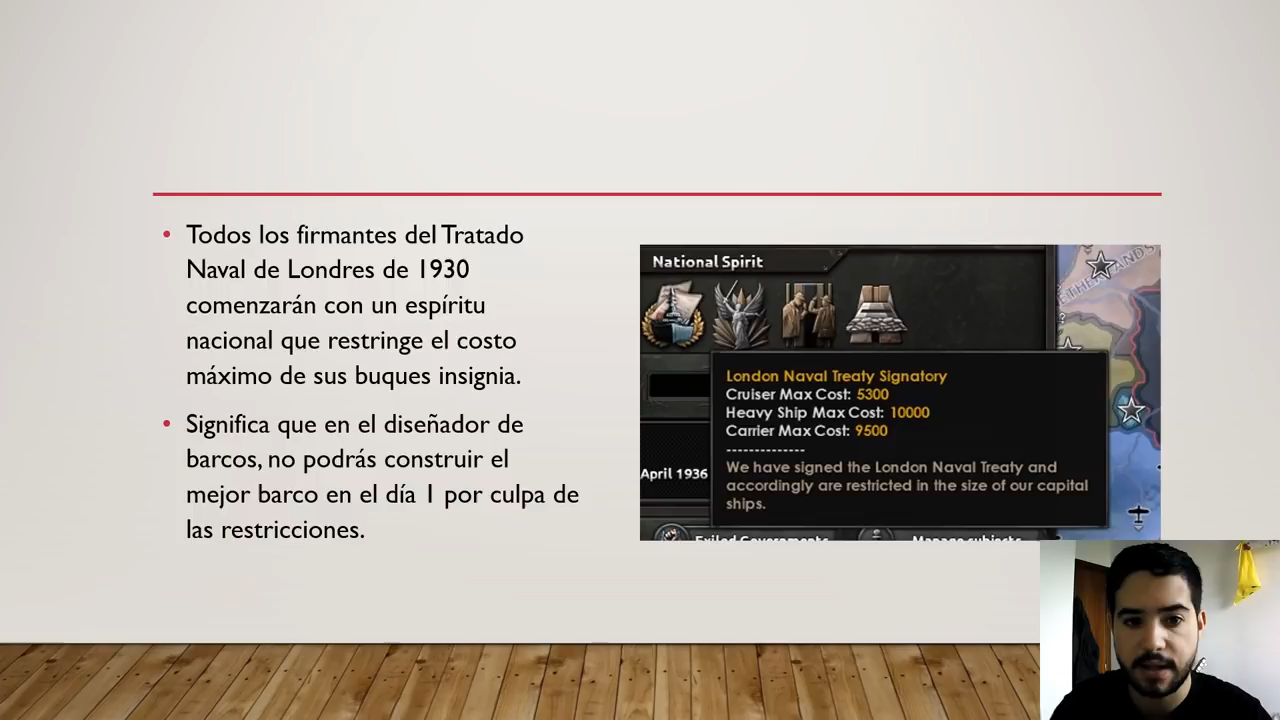 Todos los firmantes del Tratado
Naval de Londres de 1930
comenzarán con un espíritu
nacional que restringe el costo
máximo de sus buques insignia.
Significa que en el diseñador de
barcos, no podrás construir el
mejor barco en el día 1 por culpa de
las restricciones.
National Spirit
London Naval Treaty Signatory
Cruiser Max Cost: 5300
Heavy Ship Max Cost: 10000
Carrier Max Cost: 9500
--------------
We have signed the London Naval Treaty and
accordingly are restricted in the size of our capital
ships.
April 1936
Exiled Governments
Manage subjects